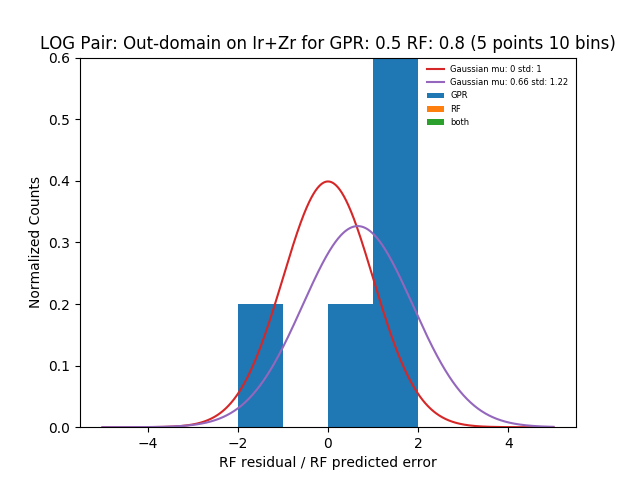 LOG Pair: Out-domain on Ir+Zr for GPR: 0.5 RF: 0.8 (5 points 10 bins)
Gaussian mu: 0 std: 1
Gaussian mu: 0.66 std: 1.22
GPR
RF
both
Normalized Counts
0.6
0.5
0.4
0.3
0.2
0.1
0.0
−4 −2 0 2 4
RF residual / RF predicted error